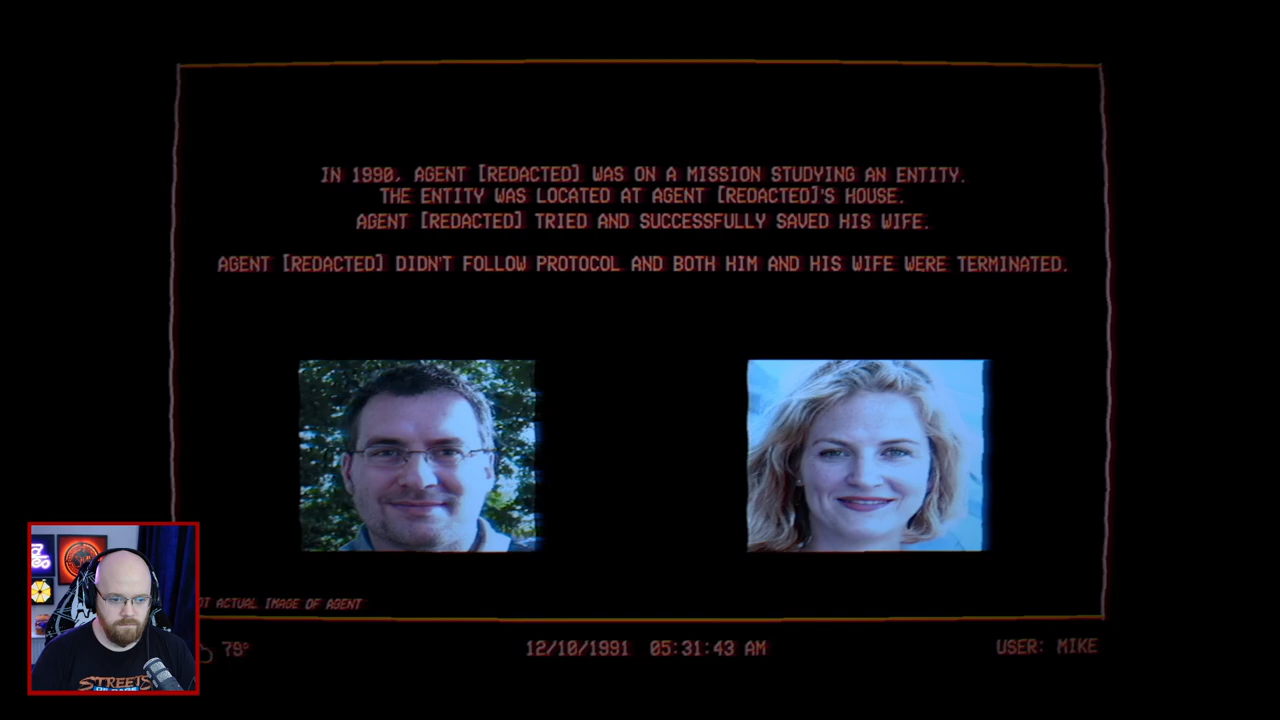 IN 1990, AGENT [REDACTED] WAS ON A MISSION STUDYING AN ENTITY.
THE ENTITY WAS LOCATED AT AGENT [REDACTED]'S HOUSE.
AGENT [REDACTED] TRIED AND SUCCESSFULLY SAVED HIS WIFE.
AGENT [REDACTED] DIDN'T FOLLOW PROTOCOL AND BOTH HIM AND HIS WIFE WERE TERMINATED.
ACTUAL IMAGE OF AGENT
79°
12/10/1991 05:31:43 AM
USER: MIKE
STREETS